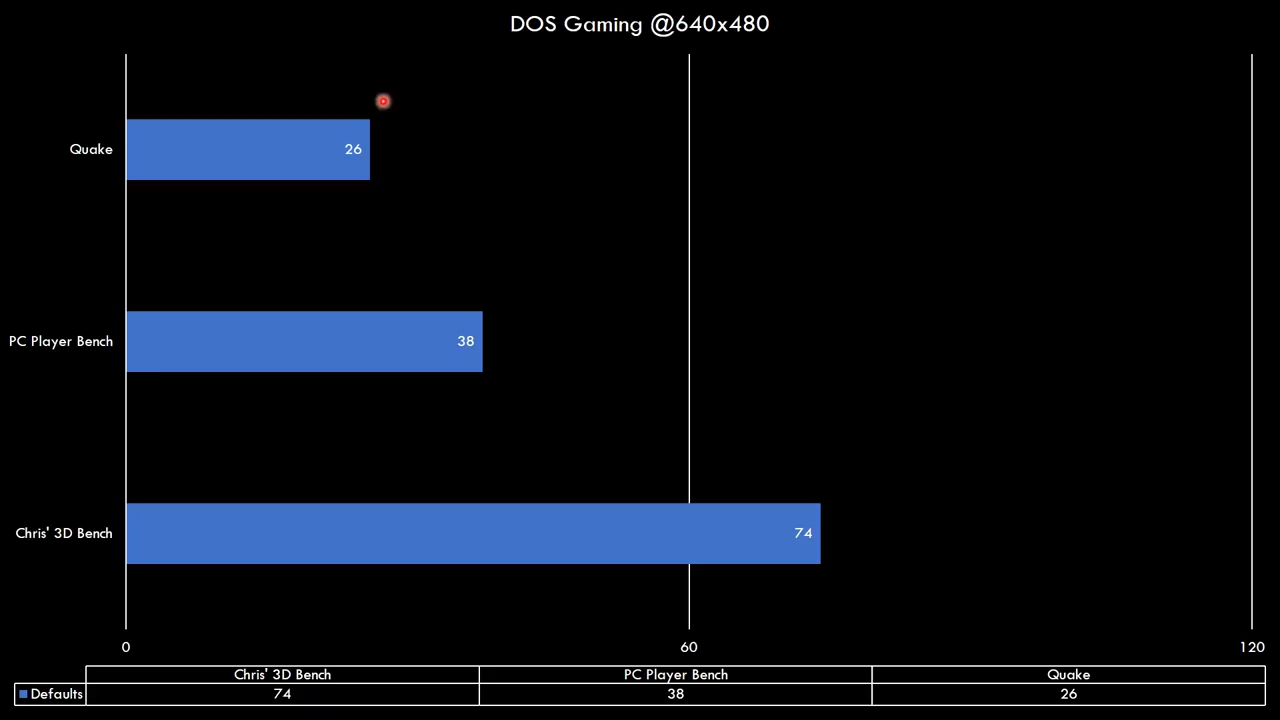 DOS Gaming @640x480
Quake
26
PC Player Bench
38
Chris' 3D Bench
74
0 60 120
Chris' 3D Bench PC Player Bench Quake
Defaults 74 38 26